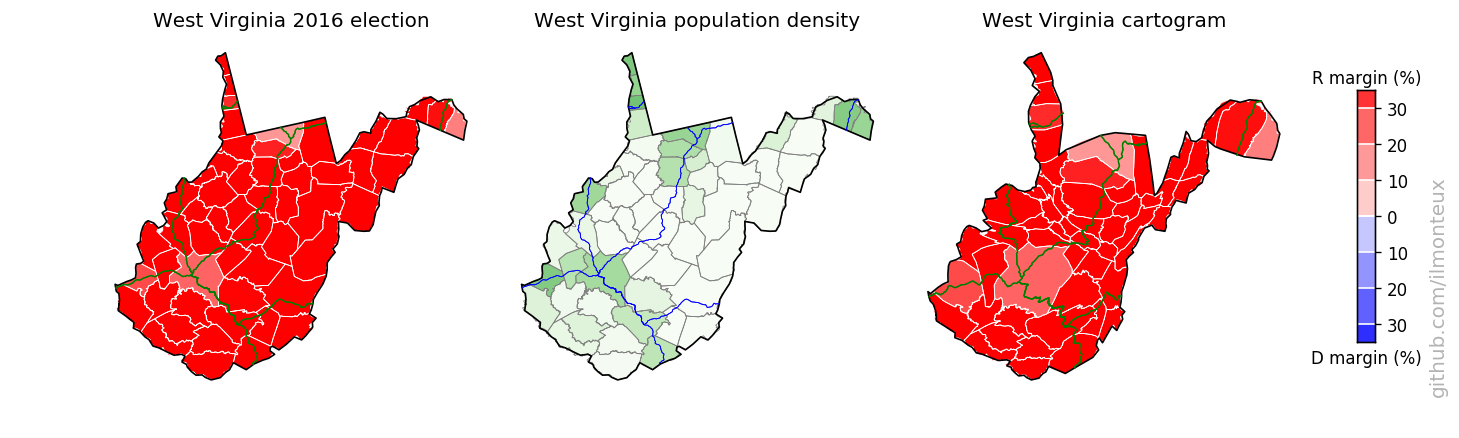 West Virginia 2016 election
West Virginia population density
West Virginia cartogram
R margin (%)
30
20
10
0
10
20
30
D margin (%)
github.com/ilmonteux